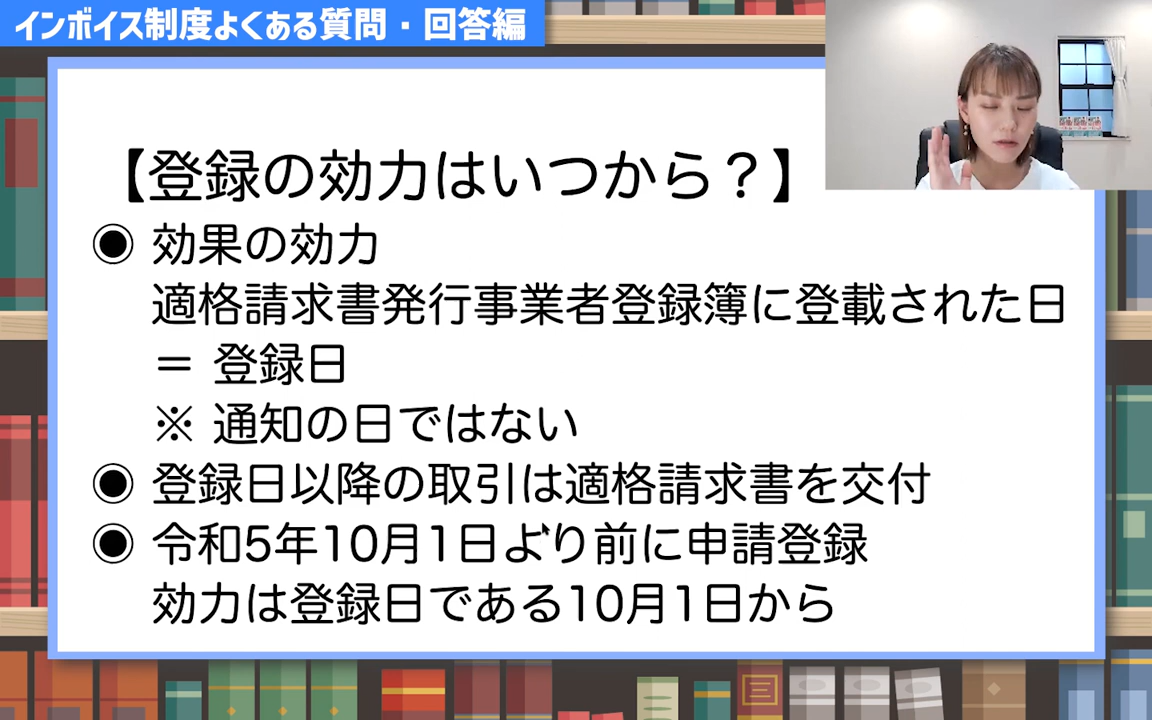 インボイス制度よくある質問・回答編
【登録の効力はいつから？】
◉ 効果の効力
適格請求書発行事業者登録簿に登載された日
＝ 登録日
※ 通知の日ではない
◉ 登録日以降の取引は適格請求書を交付
◉ 令和5年10月1日より前に申請登録
効力は登録日である10月1日から